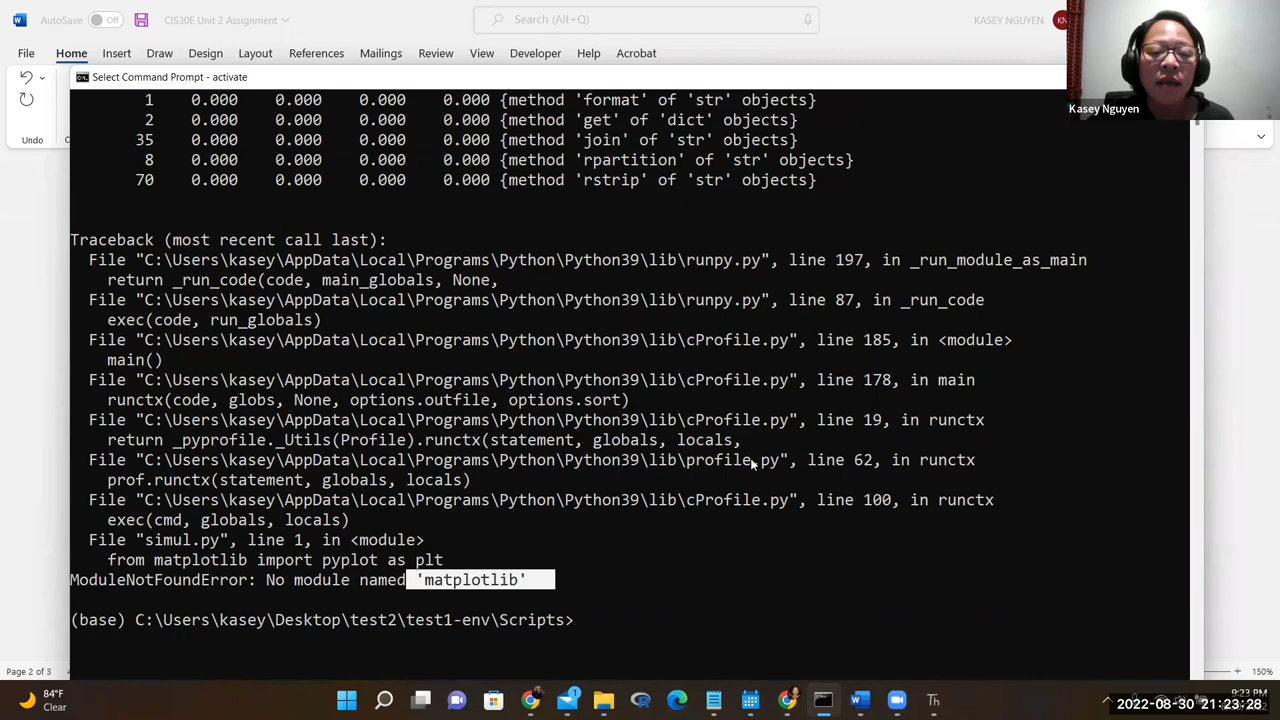 AutoSave Off CIS30E Unit 2 Assignment Search (Alt+Q) KASEY NGUYEN KN
File Home Insert Draw Design Layout References Mailings Review View Developer Help Acrobat
Select Command Prompt - activate
Kasey Nguyen
Undo
1 0.000 0.000 0.000 0.000 {method 'format' of 'str' objects}
2 0.000 0.000 0.000 0.000 {method 'get' of 'dict' objects}
35 0.000 0.000 0.000 0.000 {method 'join' of 'str' objects}
8 0.000 0.000 0.000 0.000 {method 'rpartition' of 'str' objects}
70 0.000 0.000 0.000 0.000 {method 'rstrip' of 'str' objects}
Traceback (most recent call last):
File "C:\Users\kasey\AppData\Local\Programs\Python\Python39\lib\runpy.py", line 197, in _run_module_as_main
return _run_code(code, main_globals, None,
File "C:\Users\kasey\AppData\Local\Programs\Python\Python39\lib\runpy.py", line 87, in _run_code
exec(code, run_globals)
File "C:\Users\kasey\AppData\Local\Programs\Python\Python39\lib\cProfile.py", line 185, in <module>
main()
File "C:\Users\kasey\AppData\Local\Programs\Python\Python39\lib\cProfile.py", line 178, in main
runctx(code, globs, None, options.outfile, options.sort)
File "C:\Users\kasey\AppData\Local\Programs\Python\Python39\lib\cProfile.py", line 19, in runctx
return _pyprofile._Utils(Profile).runctx(statement, globals, locals,
File "C:\Users\kasey\AppData\Local\Programs\Python\Python39\lib\profile.py", line 62, in runctx
prof.runctx(statement, globals, locals)
File "C:\Users\kasey\AppData\Local\Programs\Python\Python39\lib\cProfile.py", line 100, in runctx
exec(cmd, globals, locals)
File "simul.py", line 1, in <module>
from matplotlib import pyplot as plt
ModuleNotFoundError: No module named 'matplotlib'
(base) C:\Users\kasey\Desktop\test2\test1-env\Scripts>
Page 2 of 3 150%
84°F
Clear
9:23 PM
2022-08-30 21:23:28